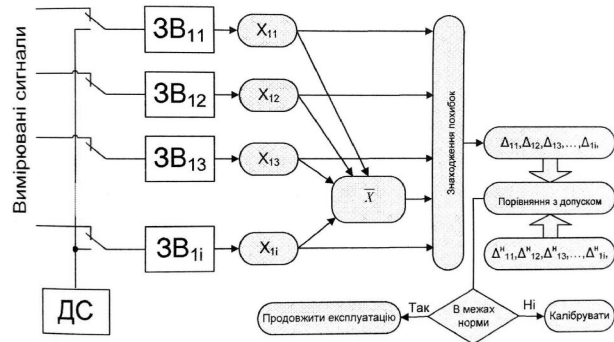 Вимірювані сигнали
ЗВ11
X11
ЗВ12
X12
ЗВ13
X13
X̅
ЗВ1i
X1i
ДС
Знаходження похибок
Δ11,Δ12,Δ13,…,Δ1i,
Порівняння з допуском
Δн11,Δн12,Δн13,…,Δн1i,
Продовжити експлуатацію
Так
В межах
норми
Ні
Калібрувати